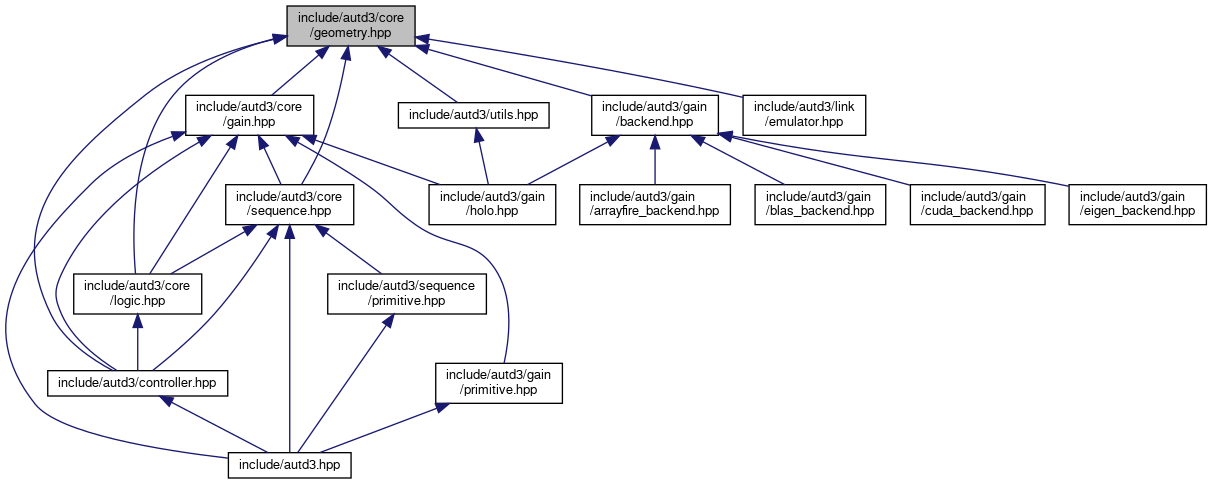 include/autd3/core
/geometry.hpp
include/autd3/core
/gain.hpp
include/autd3/utils.hpp
include/autd3/gain
/backend.hpp
include/autd3/link
/emulator.hpp
include/autd3/core
/sequence.hpp
include/autd3/gain
/holo.hpp
include/autd3/gain
/arrayfire_backend.hpp
include/autd3/gain
/blas_backend.hpp
include/autd3/gain
/cuda_backend.hpp
include/autd3/gain
/eigen_backend.hpp
include/autd3/core
/logic.hpp
include/autd3/sequence
/primitive.hpp
include/autd3/controller.hpp
include/autd3/gain
/primitive.hpp
include/autd3.hpp